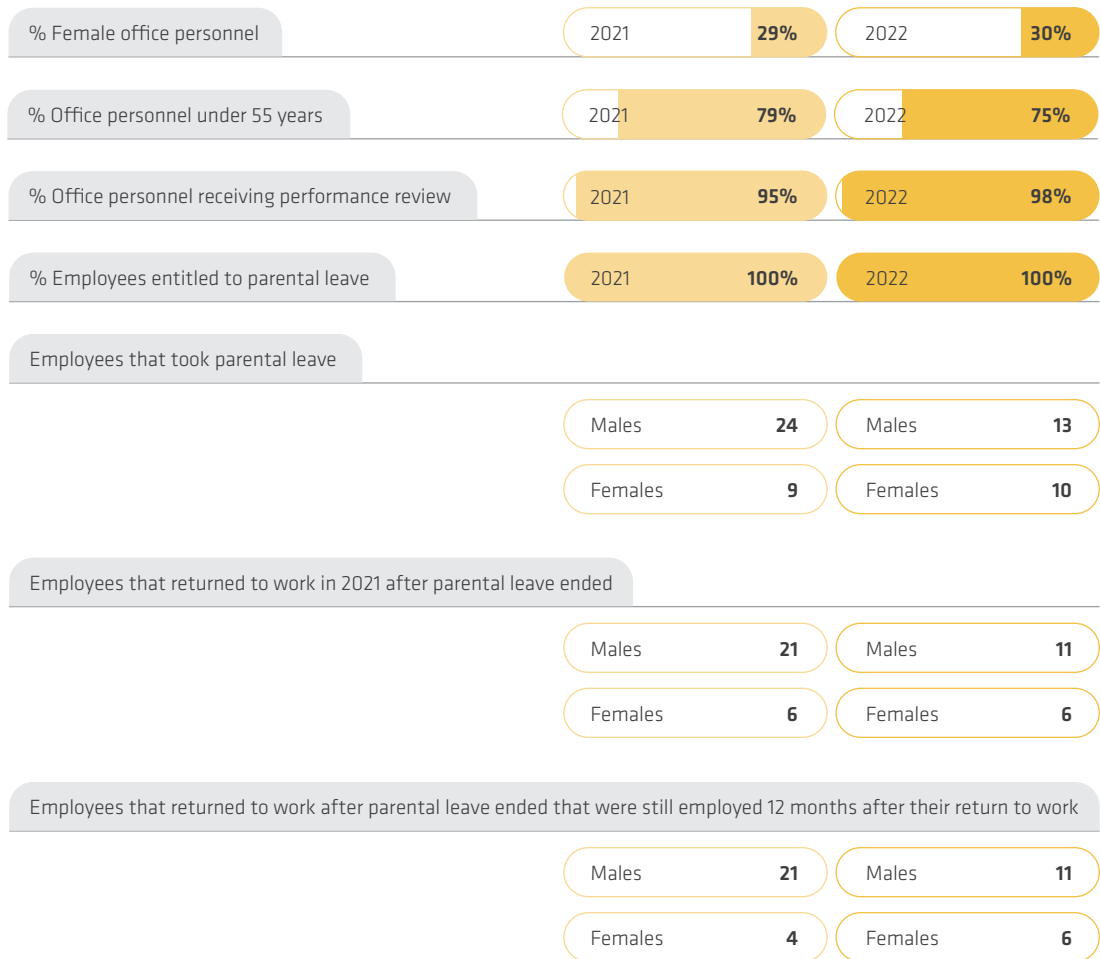 % Female office personnel 2021 29% 2022 30%
% Office personnel under 55 years 2021 79% 2022 75%
% Office personnel receiving performance review 2021 95% 2022 98%
% Employees entitled to parental leave 2021 100% 2022 100%
Employees that took parental leave
Males 24 Males 13
Females 9 Females 10
Employees that returned to work in 2021 after parental leave ended
Males 21 Males 11
Females 6 Females 6
Employees that returned to work after parental leave ended that were still employed 12 months after their return to work
Males 21 Males 11
Females 4 Females 6